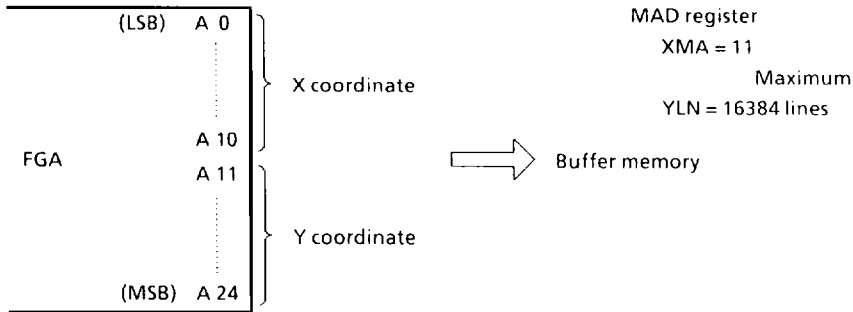 (LSB) A 0
X coordinate
A 10
FGA
A 11
Y coordinate
(MSB) A 24
Buffer memory
MAD register
XMA = 11
Maximum
YLN = 16384 lines